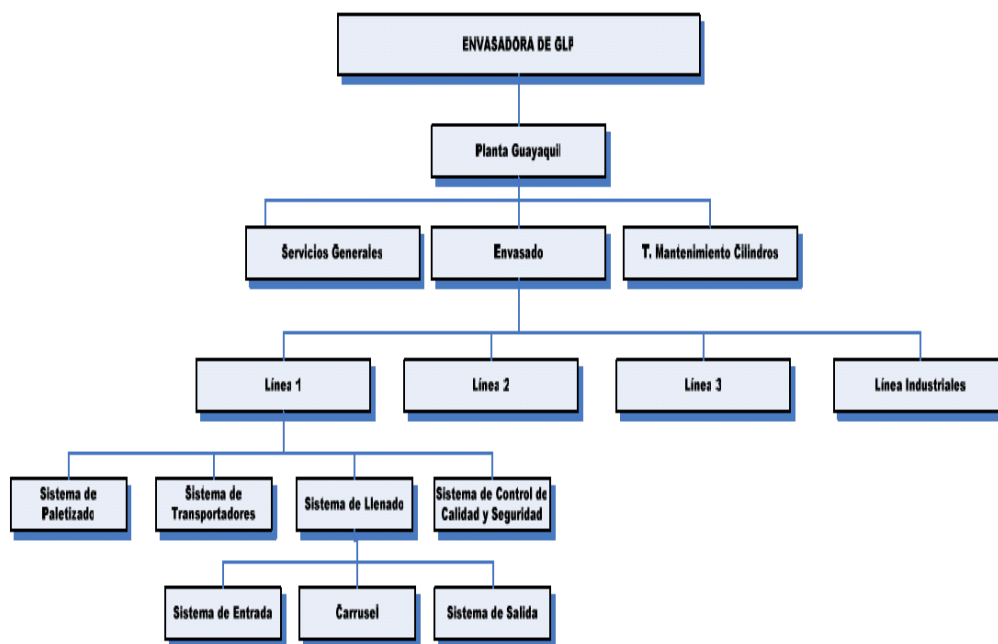 ENVASADORA DE GLP
Planta Guayaquil
Servicios Generales
Envasado
T. Mantenimiento Cilindros
Línea 1
Línea 2
Línea 3
Línea Industriales
Sistema de
Paletizado
Sistema de
Transportadores
Sistema de Llenado
Sistema de Control de
Calidad y Seguridad
Sistema de Entrada
Carrusel
Sistema de Salida